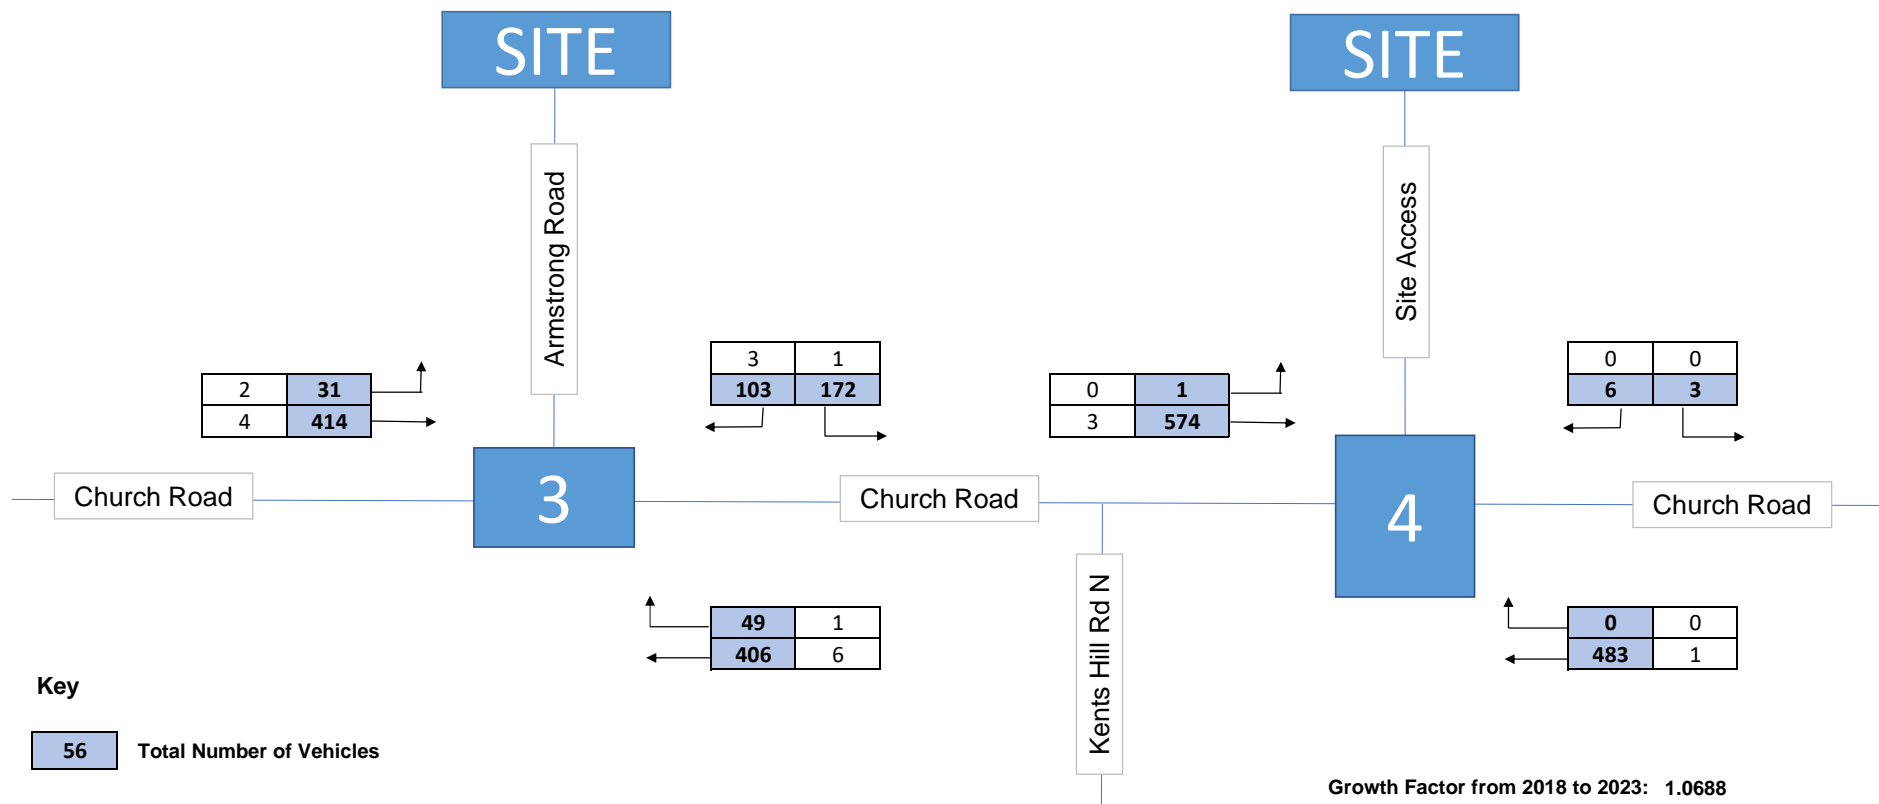 SITE
SITE
Armstrong Road
Site Access
3 1
103 172
0 0
6 3
2 31
4 414
0 1
3 574
Church Road
3
Church Road
4
Church Road
Kents Hill Rd N
49 1
406 6
0 0
483 1
Key
56 Total Number of Vehicles
Growth Factor from 2018 to 2023: 1.0688